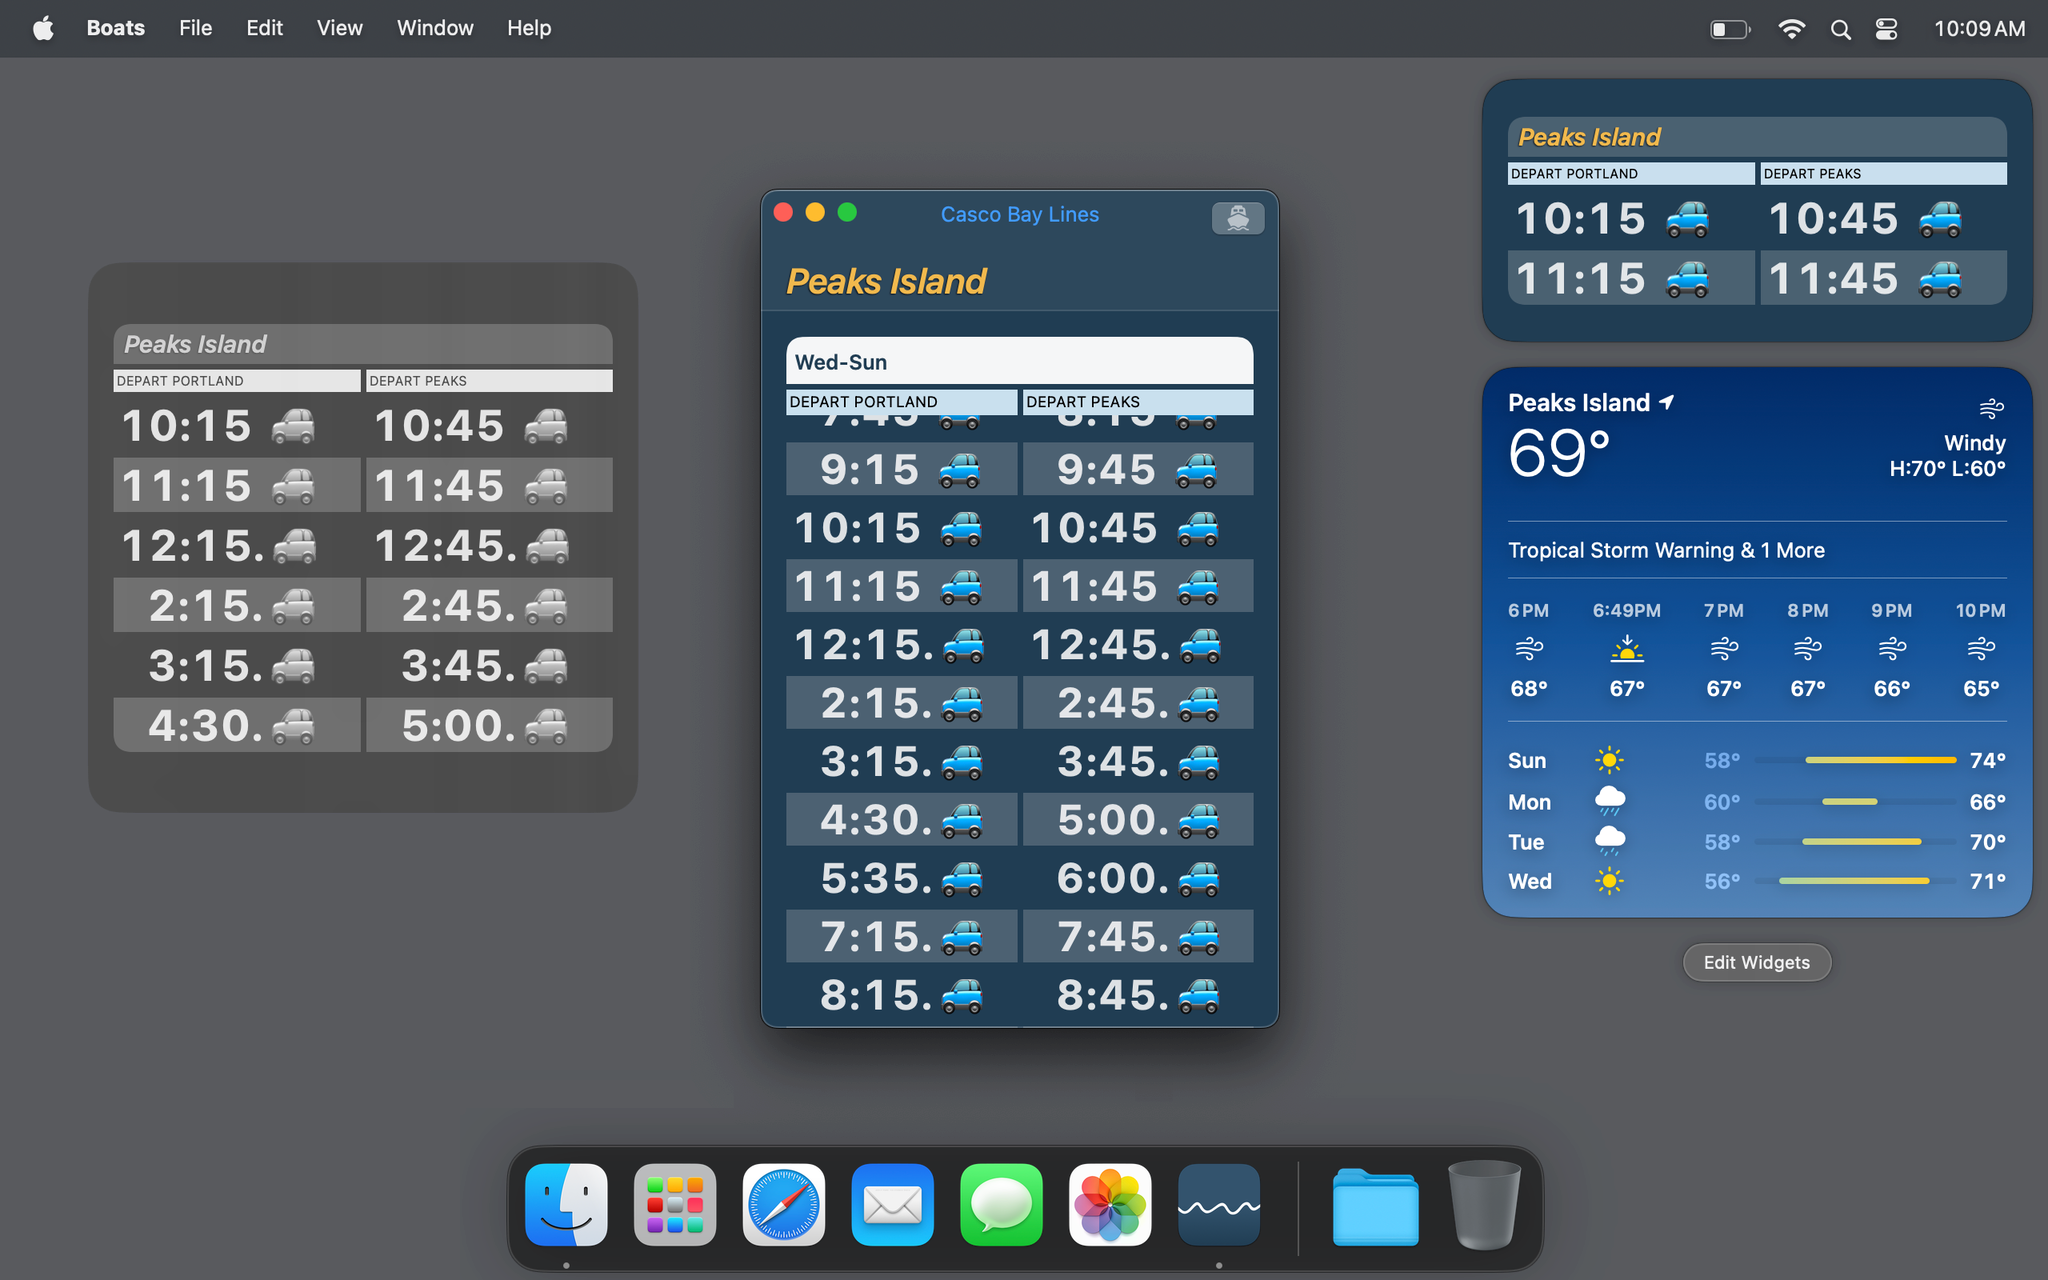 Boats File Edit View Window Help 10:09 AM
Peaks Island
DEPART PORTLAND DEPART PEAKS
10:15 10:45
11:15 11:45
12:15. 12:45.
2:15. 2:45.
3:15. 3:45.
4:30. 5:00.
Casco Bay Lines
Peaks Island
Wed-Sun
DEPART PORTLAND DEPART PEAKS
7:45 8:15
9:15 9:45
10:15 10:45
11:15 11:45
12:15. 12:45.
2:15. 2:45.
3:15. 3:45.
4:30. 5:00.
5:35. 6:00.
7:15. 7:45.
8:15. 8:45.
Peaks Island
DEPART PORTLAND DEPART PEAKS
10:15 10:45
11:15 11:45
Peaks Island
69°
Windy
H:70° L:60°
Tropical Storm Warning & 1 More
6 PM 6:49PM 7 PM 8 PM 9 PM 10 PM
68° 67° 67° 67° 66° 65°
Sun 58° 74°
Mon 60° 66°
Tue 58° 70°
Wed 56° 71°
Edit Widgets